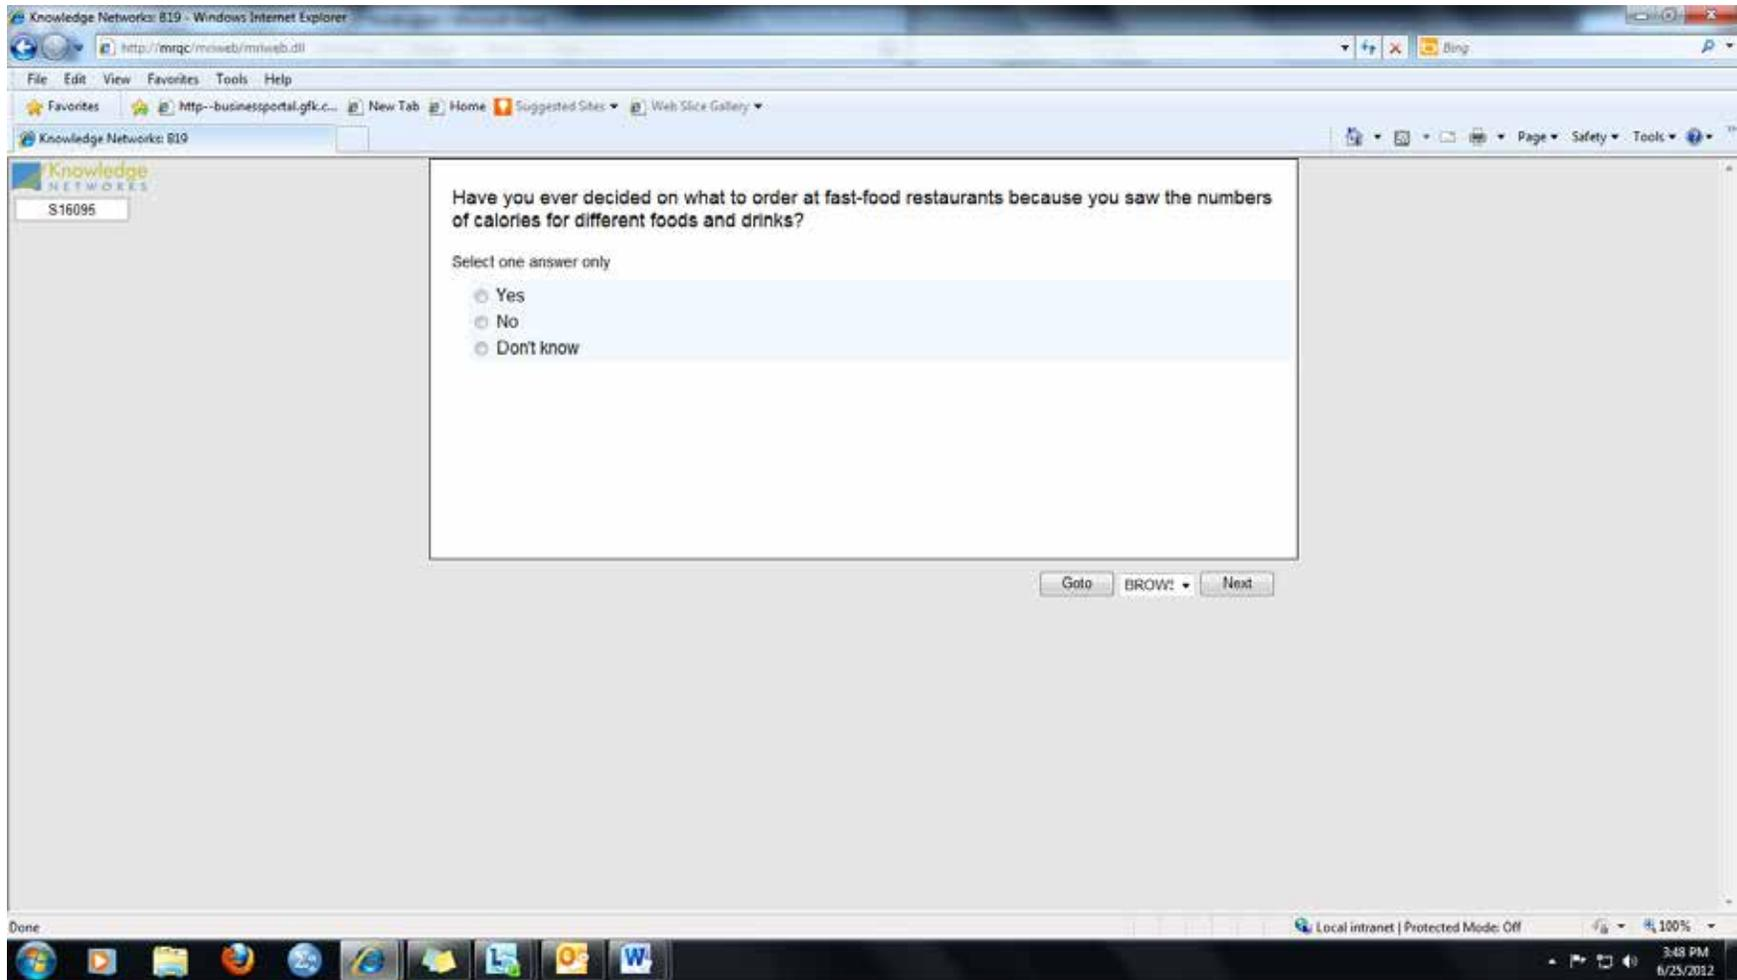 Knowledge Networks: 819 - Windows Internet Explorer
http://mrqc/mriweb/mriweb.dll
Bing
File Edit View Favorites Tools Help
Favorites http--businessportal.gfk.c... New Tab Home Suggested Sites Web Slice Gallery
Knowledge Networks: 819
Page Safety Tools
Knowledge
NETWORKS
S16095
Have you ever decided on what to order at fast-food restaurants because you saw the numbers
of calories for different foods and drinks?
Select one answer only
Yes
No
Don't know
Goto BROWS Next
Done
Local intranet | Protected Mode: Off
100%
3:48 PM
6/25/2012